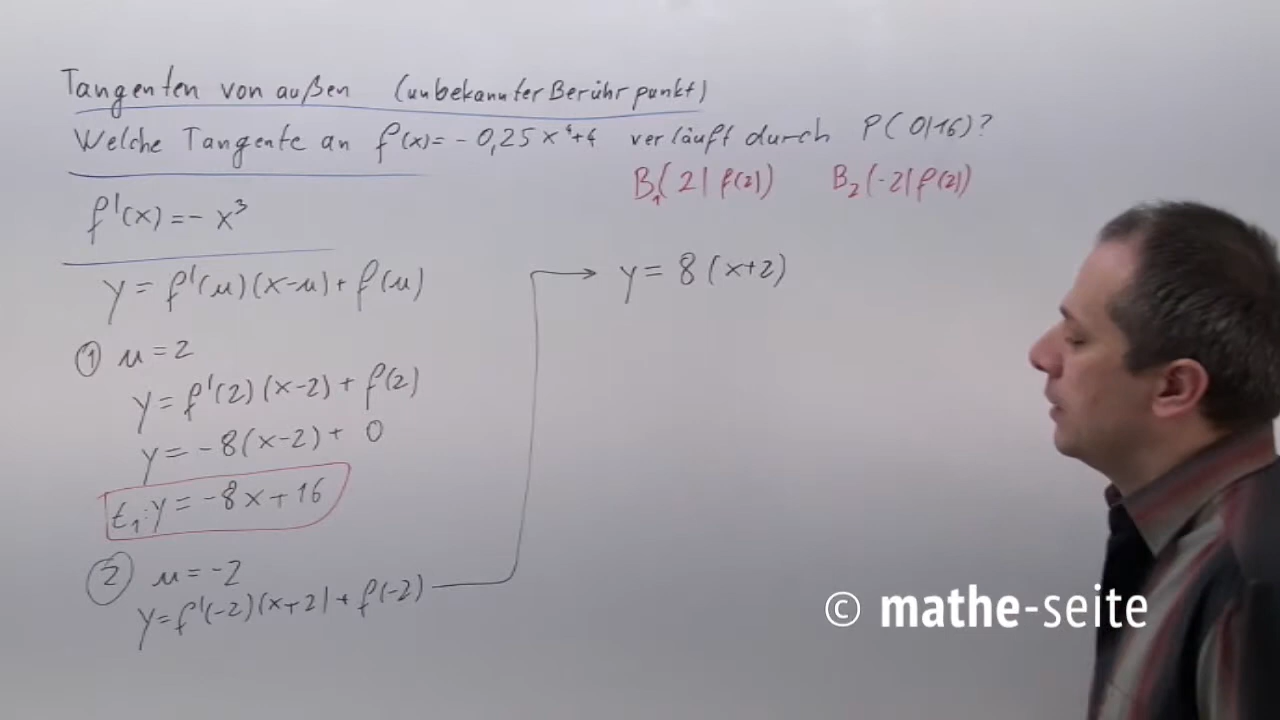 Tangenten von außen (unbekannter Berührpunkt)
Welche Tangente an f(x)=-0,25x⁴+4 verläuft durch P(0|16)?
B₁(2|f(2)) B₂(-2|f(2))
f'(x)=-x³
y=f'(u)(x-u)+f(u)
① u=2
y=f'(2)(x-2)+f(2)
y=-8(x-2)+0
t₁:y=-8x+16
② u=-2
y=f'(-2)(x+2)+f(-2)
y=8(x+2)
© mathe-seite